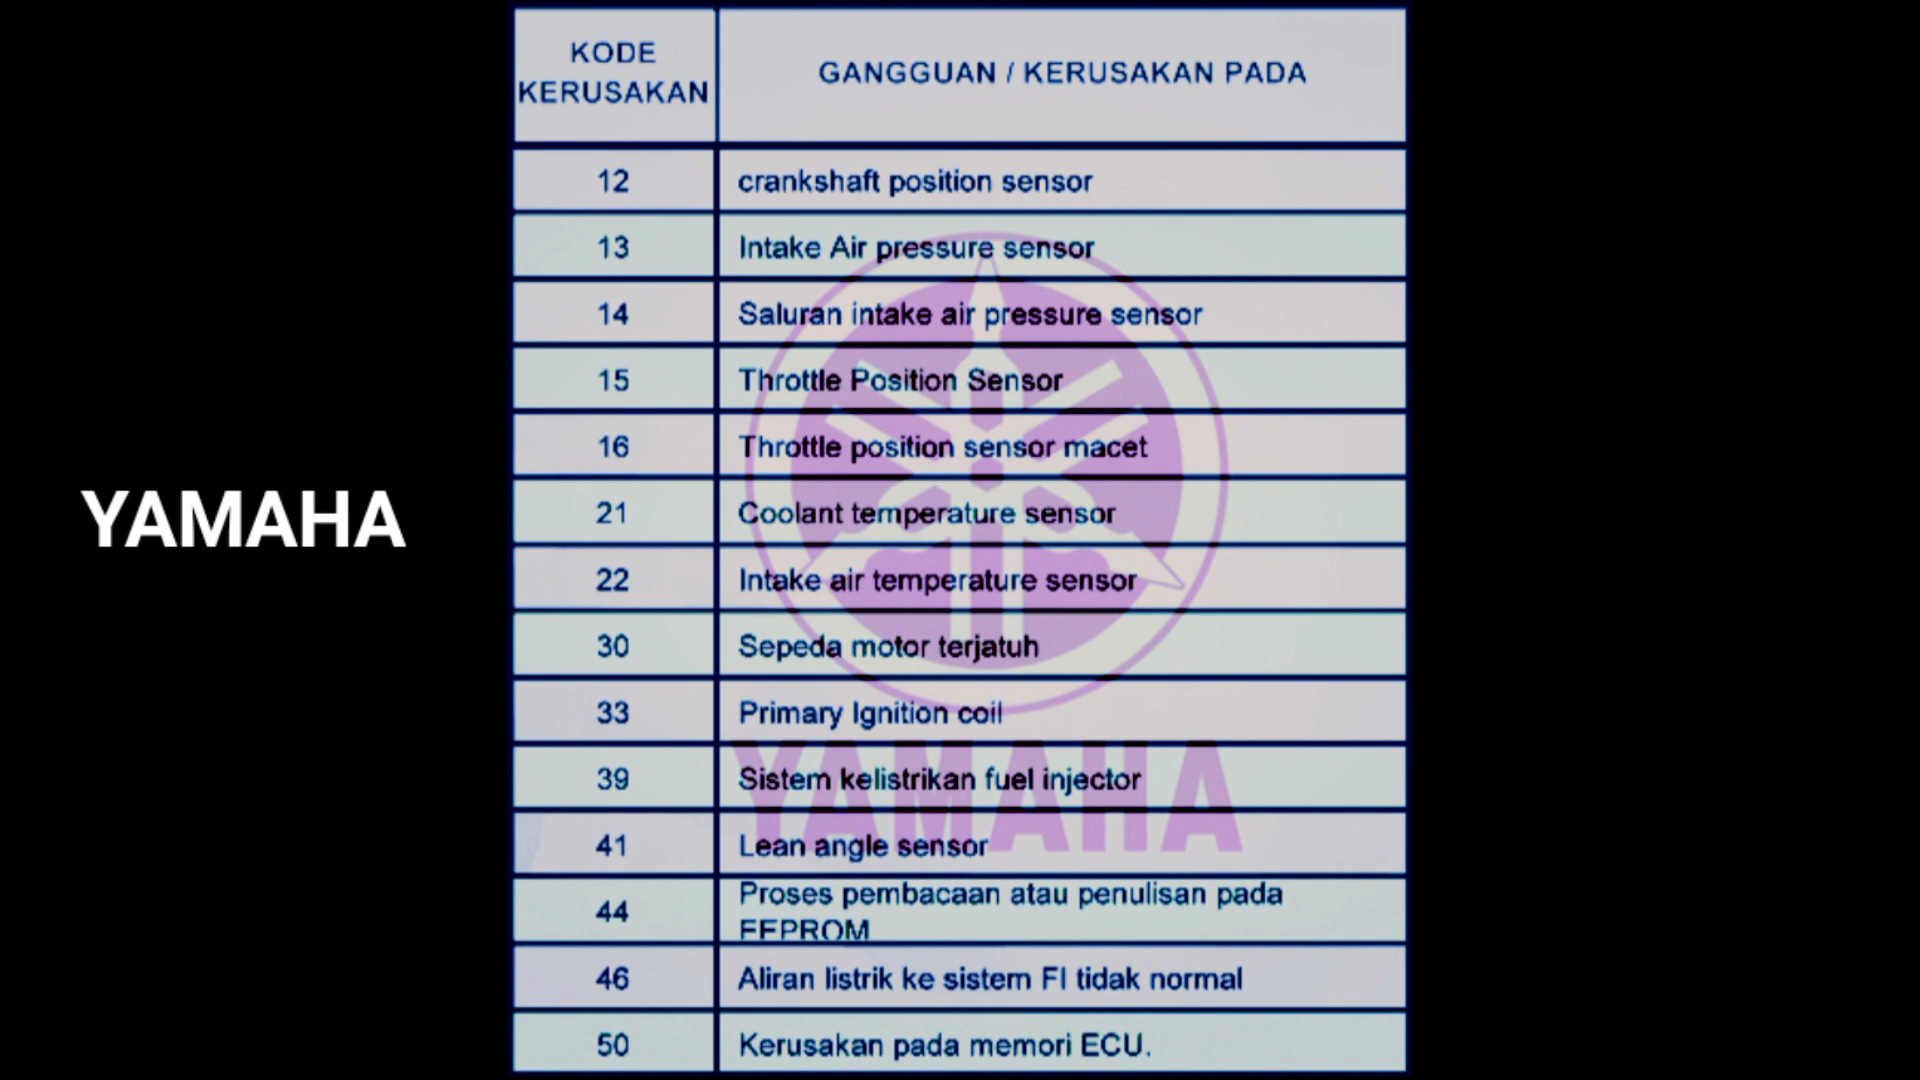 YAMAHA
KODE
KERUSAKAN
GANGGUAN / KERUSAKAN PADA
12 crankshaft position sensor
13 Intake Air pressure sensor
14 Saluran intake air pressure sensor
15 Throttle Position Sensor
16 Throttle position sensor macet
21 Coolant temperature sensor
22 Intake air temperature sensor
30 Sepeda motor terjatuh
33 Primary Ignition coil
39 Sistem kelistrikan fuel injector
41 Lean angle sensor
44 Proses pembacaan atau penulisan pada
EEPROM
46 Aliran listrik ke sistem FI tidak normal
50 Kerusakan pada memori ECU.
YAMAHA